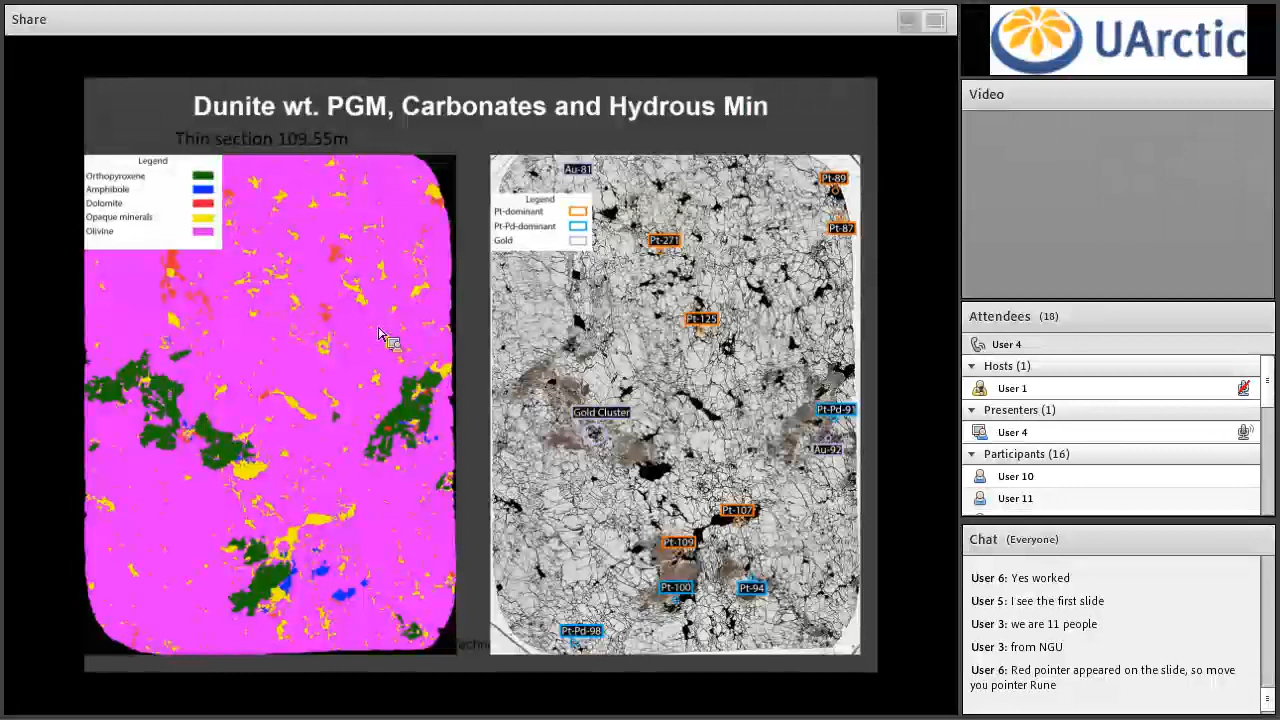 Share
UArctic
Dunite wt. PGM, Carbonates and Hydrous Min
Thin section 109.55m
Legend
Orthopyroxene
Amphibole
Dolomite
Opaque minerals
Olivine
Legend
Pt-dominant
Pt-Pd-dominant
Gold
Au-81
Pt-89
Pt-87
Pt-271
Pt-125
Gold Cluster
Pt-Pd-91
Au-92
Pt-107
Pt-109
Pt-100
Pt-94
Pt-Pd-98
Video
Attendees (18)
User 4
Hosts (1)
User 1
Presenters (1)
User 4
Participants (16)
User 10
User 11
Chat (Everyone)
User 6: Yes worked
User 5: I see the first slide
User 3: we are 11 people
User 3: from NGU
User 6: Red pointer appeared on the slide, so move
you pointer Rune